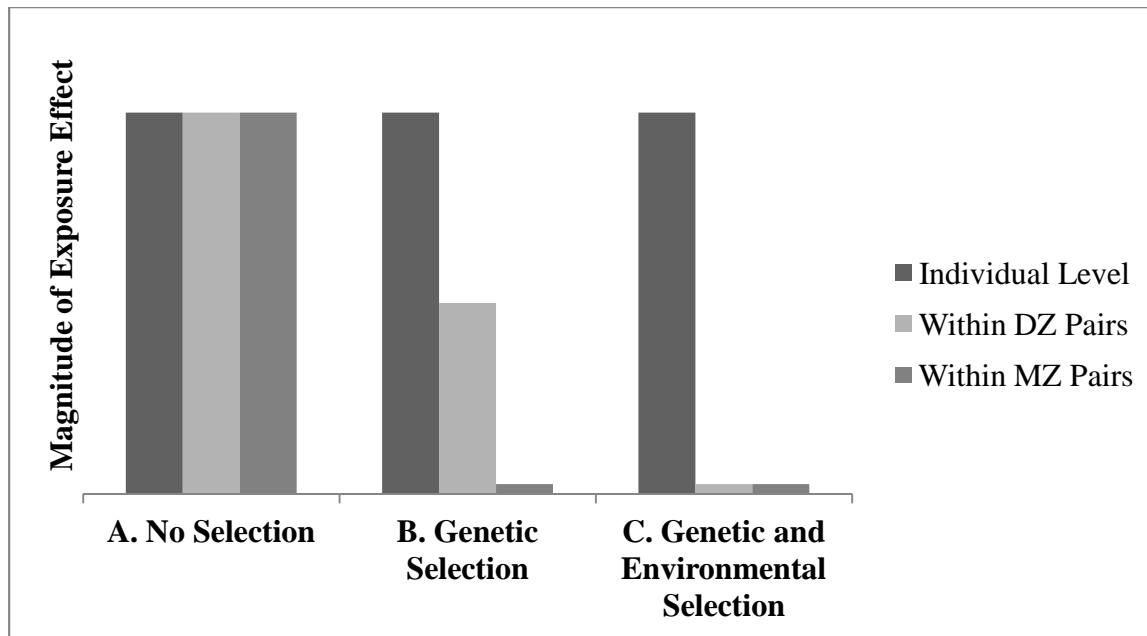 Magnitude of Exposure Effect
A. No Selection
B. Genetic
Selection
C. Genetic and
Environmental
Selection
Individual Level
Within DZ Pairs
Within MZ Pairs